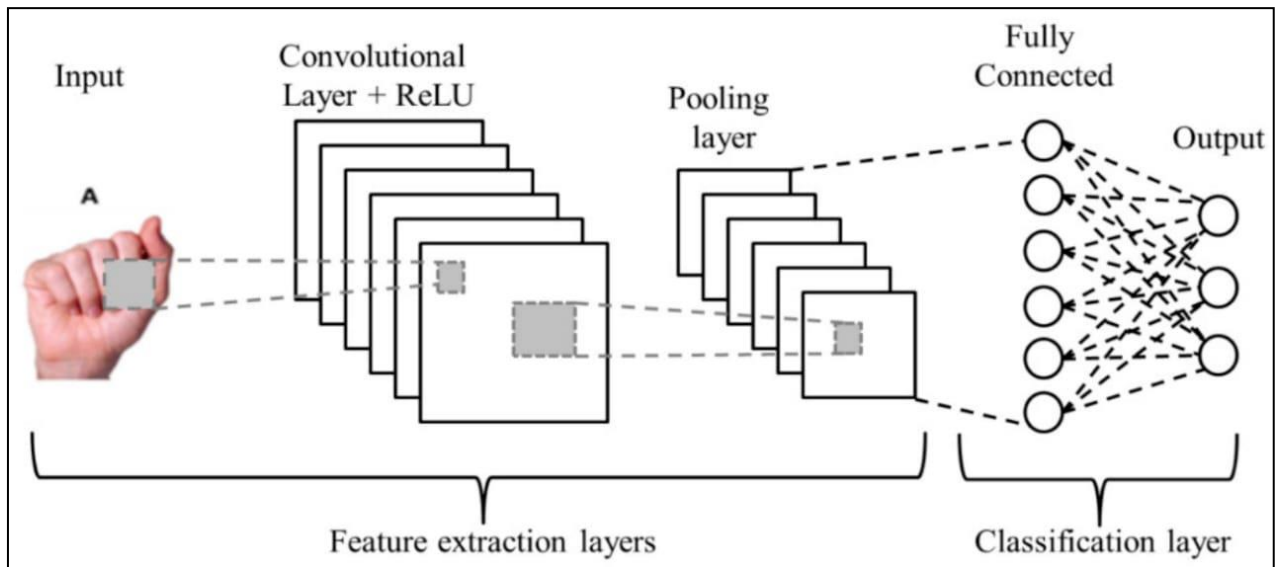 Input
Convolutional
Layer + ReLU
Pooling
layer
Fully
Connected
Output
A
Feature extraction layers
Classification layer